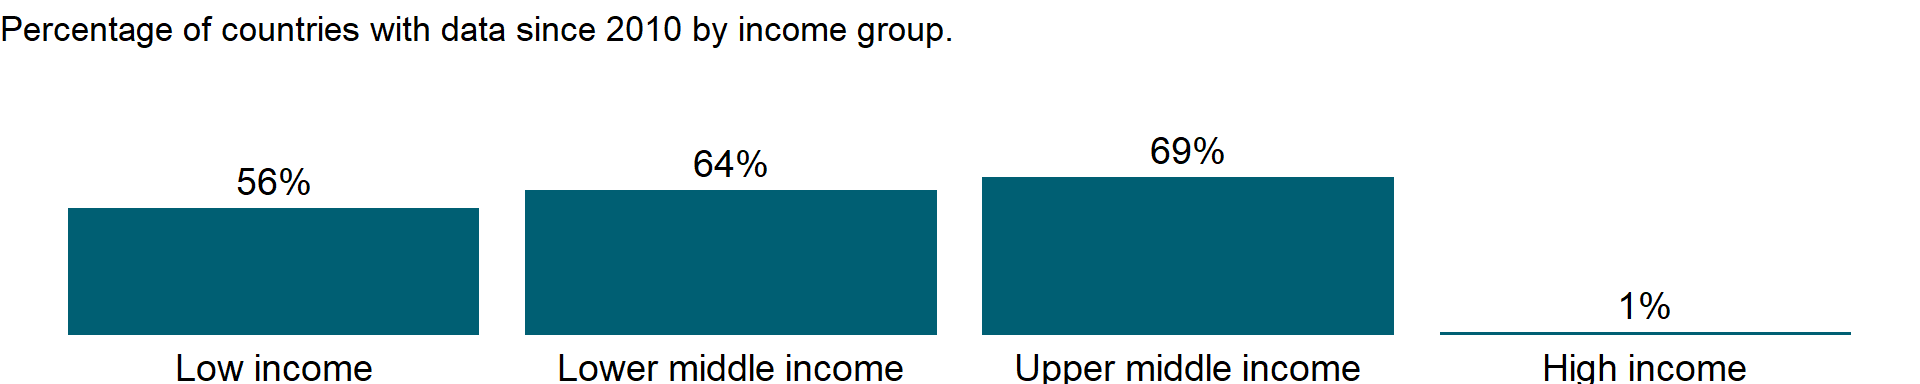 Percentage of countries with data since 2010 by income group.
69%
64%
56%
1%
Low income Lower middle income Upper middle income High income